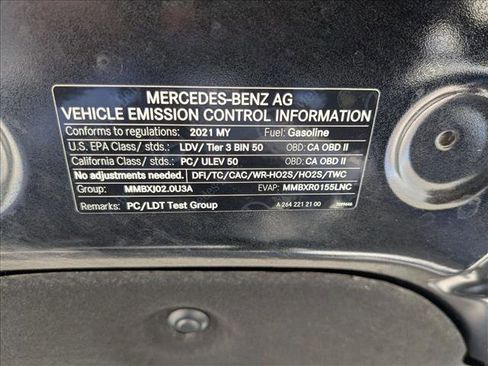 MERCEDES-BENZ AG
VEHICLE EMISSION CONTROL INFORMATION
Conforms to regulations: 2021 MY Fuel: Gasoline
U.S. EPA Class/ stds.: LDV/ Tier 3 BIN 50 OBD: CA OBD II
California Class/ stds.: PC/ ULEV 50 OBD: CA OBD II
No adjustments needed. DFI/TC/CAC/WR-HO2S/HO2S/TWC
Group: MMBXJ02.0U3A EVAP: MMBXR0155LNC
Remarks: PC/LDT Test Group A 264 221 21 00